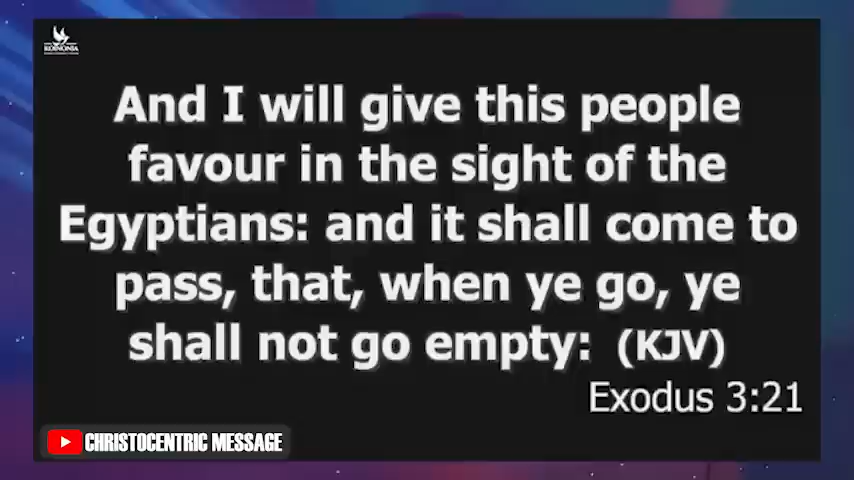 KOINONIA
And I will give this people
favour in the sight of the
Egyptians: and it shall come to
pass, that, when ye go, ye
shall not go empty: (KJV)
Exodus 3:21
CHRISTOCENTRIC MESSAGE